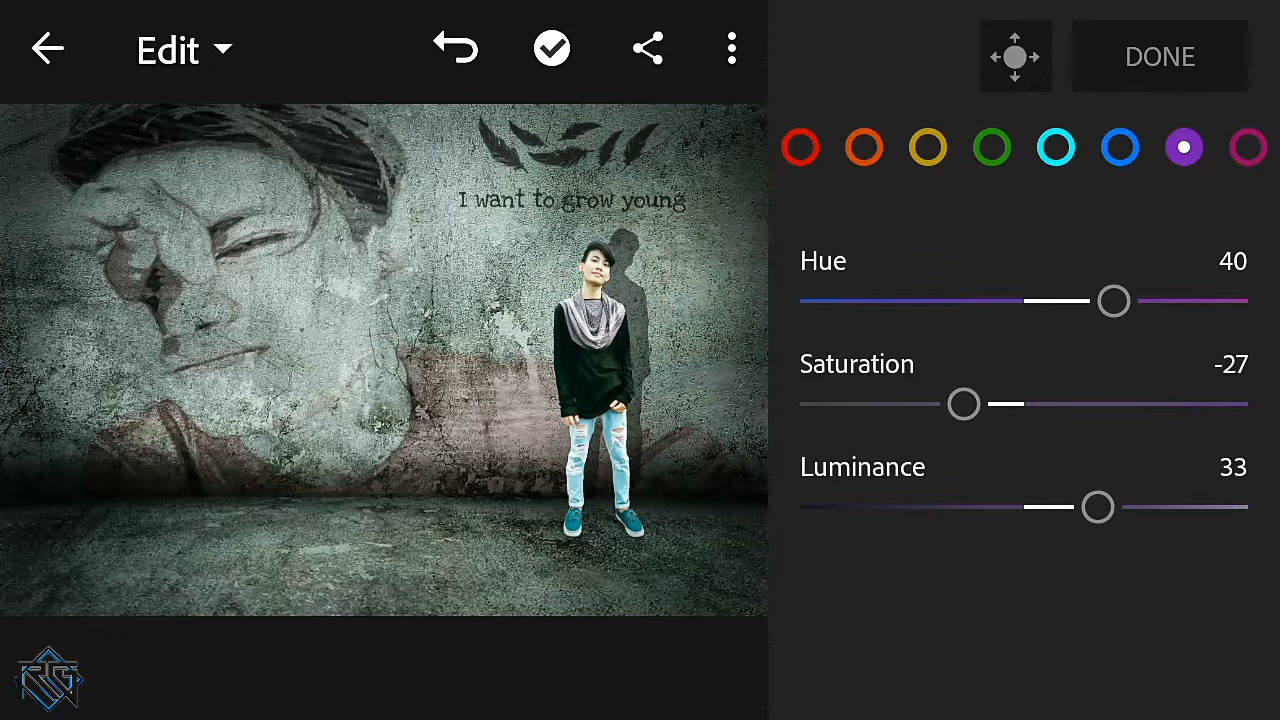 Edit
DONE
I want to grow young
Hue 40
Saturation -27
Luminance 33